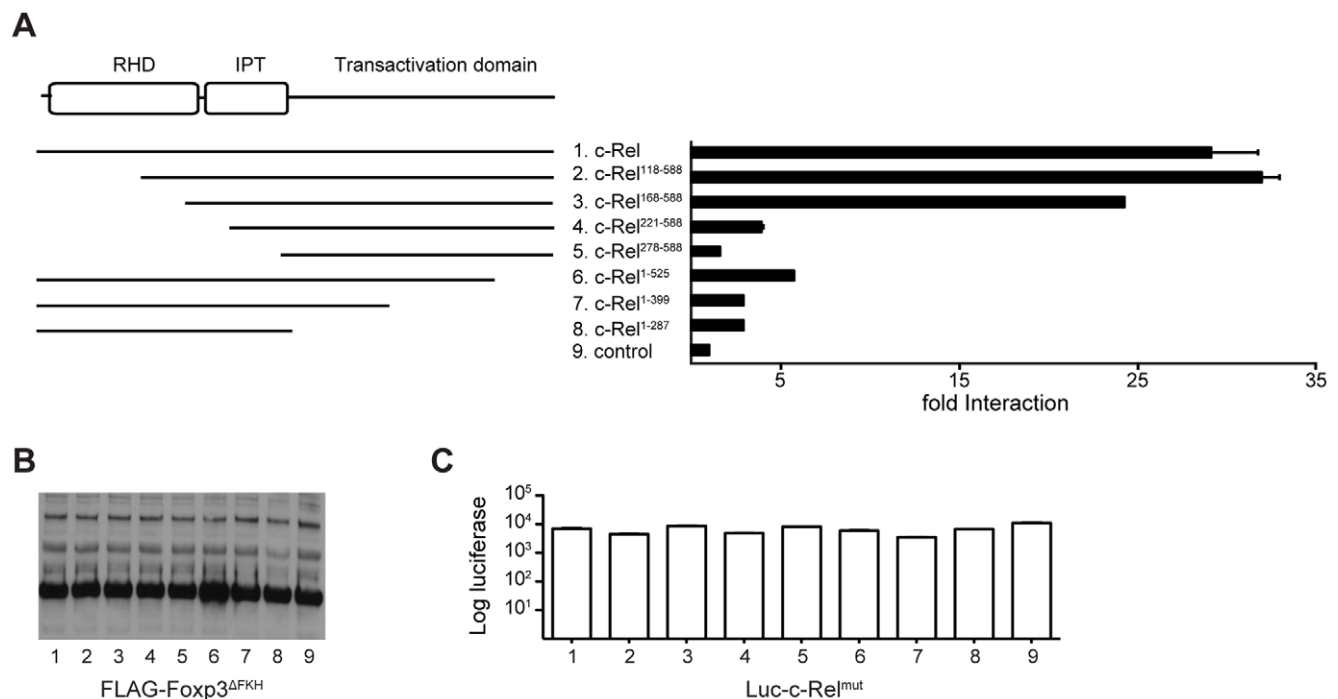 A
RHD IPT Transactivation domain
1. c-Rel
2. c-Rel118-588
3. c-Rel168-588
4. c-Rel221-588
5. c-Rel278-588
6. c-Rel1-525
7. c-Rel1-399
8. c-Rel1-287
9. control
5 15 25 35
fold Interaction
B
1 2 3 4 5 6 7 8 9
FLAG-Foxp3ΔFKH
C
Log luciferase
10⁵
10⁴
10³
10²
10¹
1 2 3 4 5 6 7 8 9
Luc-c-Relmut